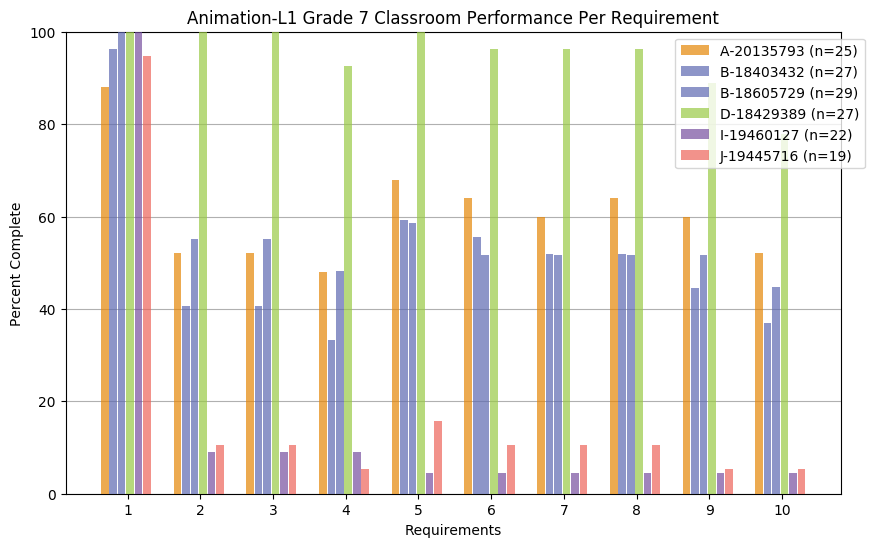 Animation-L1 Grade 7 Classroom Performance Per Requirement
100
80
60
40
20
0
Percent Complete
A-20135793 (n=25)
B-18403432 (n=27)
B-18605729 (n=29)
D-18429389 (n=27)
I-19460127 (n=22)
J-19445716 (n=19)
1 2 3 4 5 6 7 8 9 10
Requirements